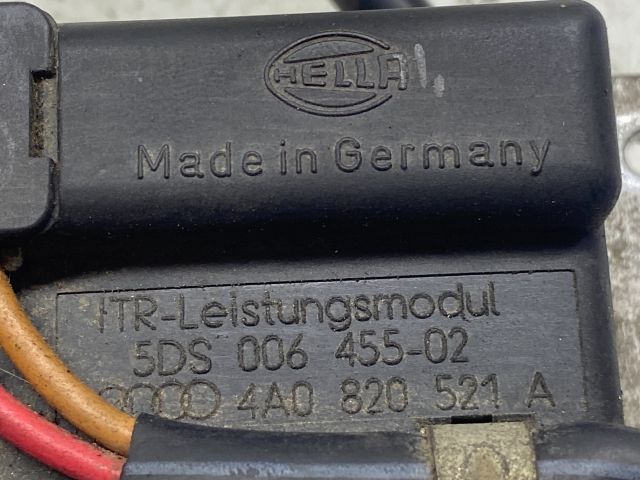 HELLA
Made in Germany
ITR-Leistungsmodul
5DS 006 455-02
4A0 820 521 A